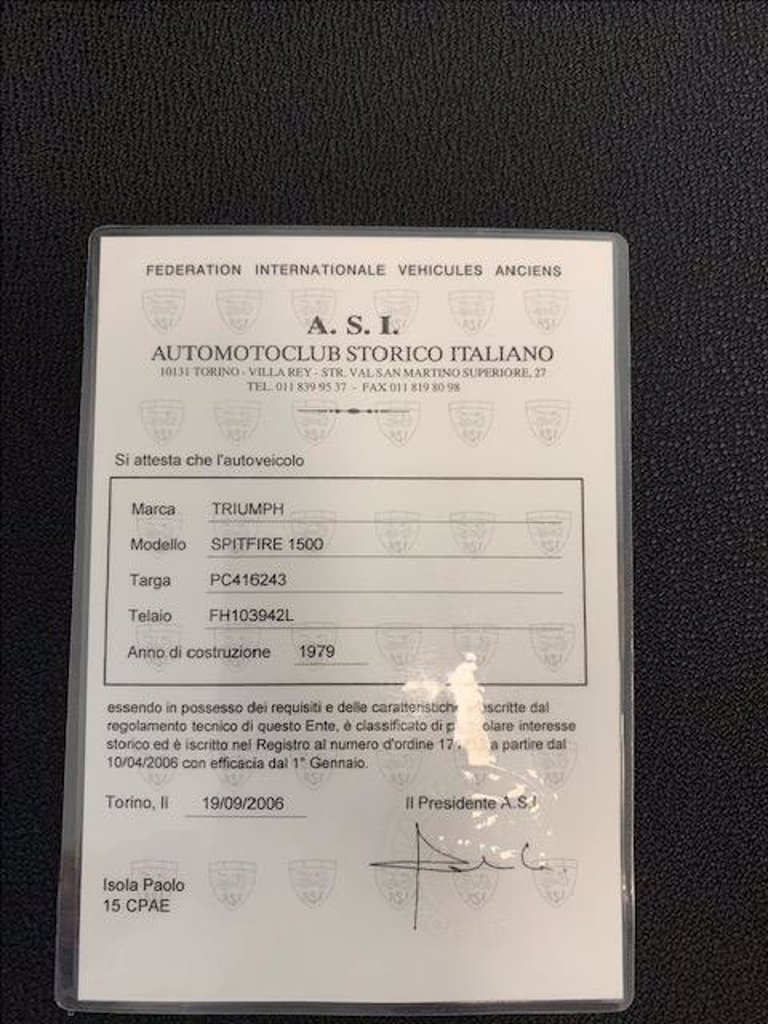 FEDERATION INTERNATIONALE VEHICULES ANCIENS
A. S. I.
AUTOMOTOCLUB STORICO ITALIANO
10131 TORINO - VILLA REY - STR. VAL SAN MARTINO SUPERIORE, 27
TEL. 011 839 95 37 - FAX 011 819 80 98
Si attesta che l'autoveicolo
Marca TRIUMPH
Modello SPITFIRE 1500
Targa PC416243
Telaio FH103942L
Anno di costruzione 1979
essendo in possesso dei requisiti e delle caratteristiche dal
regolamento tecnico di questo Ente, è classificato di interesse
storico ed è iscritto nel Registro al numero d'ordine a partire dal
10/04/2006 con efficacia dal 1° Gennaio.
Torino, li 19/09/2006 Il Presidente A.S.I.
Isola Paolo
15 CPAE